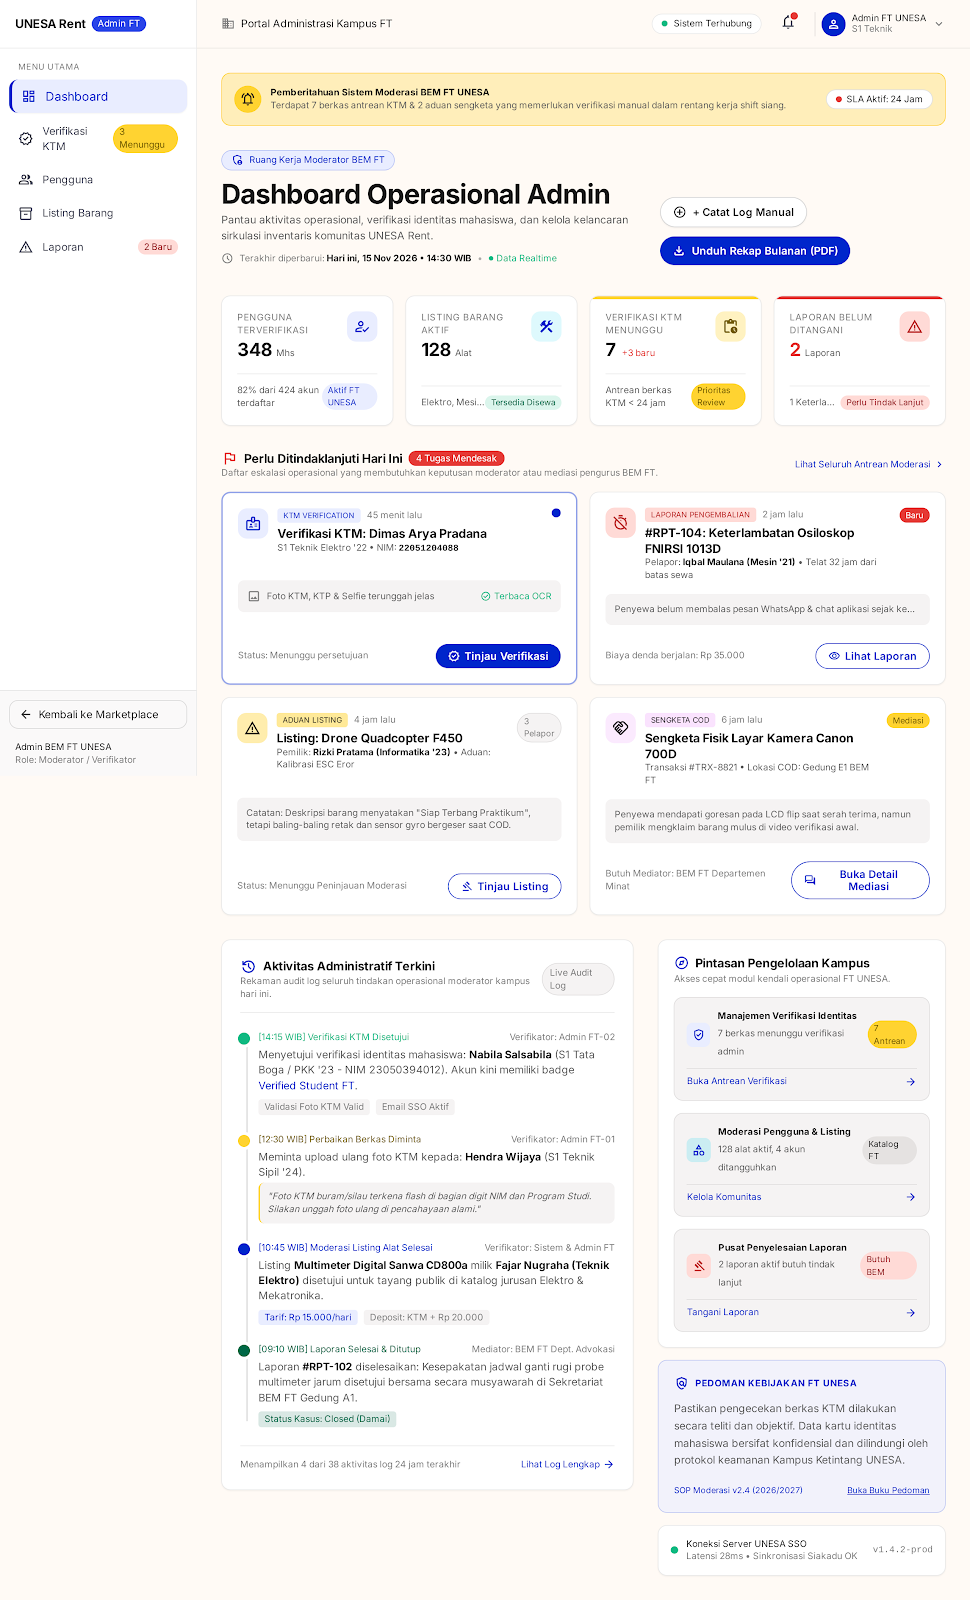 UNESA Rent Admin FT
Portal Administrasi Kampus FT
Sistem Terhubung
Admin FT UNESA
S1 Teknik
MENU UTAMA
Dashboard
Verifikasi KTM
3 Menunggu
Pengguna
Listing Barang
Laporan
2 Baru
Kembali ke Marketplace
Admin BEM FT UNESA
Role: Moderator / Verifikator
Pemberitahuan Sistem Moderasi BEM FT UNESA
Terdapat 7 berkas antrean KTM & 2 aduan sengketa yang memerlukan verifikasi manual dalam rentang kerja shift siang.
SLA Aktif: 24 Jam
Ruang Kerja Moderator BEM FT
Dashboard Operasional Admin
Pantau aktivitas operasional, verifikasi identitas mahasiswa, dan kelola kelancaran
sirkulasi inventaris komunitas UNESA Rent.
Terakhir diperbarui: Hari ini, 15 Nov 2026 • 14:30 WIB • Data Realtime
+ Catat Log Manual
Unduh Rekap Bulanan (PDF)
PENGGUNA
TERVERIFIKASI
348 Mhs
82% dari 424 akun
terdaftar
Aktif FT
UNESA
LISTING BARANG
AKTIF
128 Alat
Elektro, Mesi...
Tersedia Disewa
VERIFIKASI KTM
MENUNGGU
7 +3 baru
Antrean berkas
KTM < 24 jam
Prioritas
Review
LAPORAN BELUM
DITANGANI
2 Laporan
1 Keterla...
Perlu Tindak Lanjut
Perlu Ditindaklanjuti Hari Ini 4 Tugas Mendesak
Daftar eskalasi operasional yang membutuhkan keputusan moderator atau mediasi pengurus BEM FT.
Lihat Seluruh Antrean Moderasi
KTM VERIFICATION 45 menit lalu
Verifikasi KTM: Dimas Arya Pradana
S1 Teknik Elektro '22 • NIM: 22051204088
Foto KTM, KTP & Selfie terunggah jelas
Terbaca OCR
Status: Menunggu persetujuan
Tinjau Verifikasi
LAPORAN PENGEMBALIAN 2 jam lalu
Baru
#RPT-104: Keterlambatan Osiloskop
FNIRSI 1013D
Pelapor: Iqbal Maulana (Mesin '21) • Telat 32 jam dari
batas sewa
Penyewa belum membalas pesan WhatsApp & chat aplikasi sejak ke...
Biaya denda berjalan: Rp 35.000
Lihat Laporan
ADUAN LISTING 4 jam lalu
3
Pelapor
Listing: Drone Quadcopter F450
Pemilik: Rizki Pratama (Informatika '23) • Aduan:
Kalibrasi ESC Eror
Catatan: Deskripsi barang menyatakan "Siap Terbang Praktikum",
tetapi baling-baling retak dan sensor gyro bergeser saat COD.
Status: Menunggu Peninjauan Moderasi
Tinjau Listing
SENGKETA COD 6 jam lalu
Mediasi
Sengketa Fisik Layar Kamera Canon
700D
Transaksi #TRX-8821 • Lokasi COD: Gedung E1 BEM
FT
Penyewa mendapati goresan pada LCD flip saat serah terima, namun
pemilik mengklaim barang mulus di video verifikasi awal.
Butuh Mediator: BEM FT Departemen
Minat
Buka Detail
Mediasi
Aktivitas Administratif Terkini
Rekaman audit log seluruh tindakan operasional moderator kampus
hari ini.
Live Audit
Log
[14:15 WIB] Verifikasi KTM Disetujui
Verifikator: Admin FT-02
Menyetujui verifikasi identitas mahasiswa: Nabila Salsabila (S1 Tata
Boga / PKK '23 - NIM 23050394012). Akun kini memiliki badge
Verified Student FT.
Validasi Foto KTM Valid
Email SSO Aktif
[12:30 WIB] Perbaikan Berkas Diminta
Verifikator: Admin FT-01
Meminta upload ulang foto KTM kepada: Hendra Wijaya (S1 Teknik
Sipil '24).
"Foto KTM buram/silau terkena flash di bagian digit NIM dan Program Studi.
Silakan unggah foto ulang di pencahayaan alami."
[10:45 WIB] Moderasi Listing Alat Selesai
Verifikator: Sistem & Admin FT
Listing Multimeter Digital Sanwa CD800a milik Fajar Nugraha (Teknik
Elektro) disetujui untuk tayang publik di katalog jurusan Elektro &
Mekatronika.
Tarif: Rp 15.000/hari
Deposit: KTM + Rp 20.000
[09:10 WIB] Laporan Selesai & Ditutup
Mediator: BEM FT Dept. Advokasi
Laporan #RPT-102 diselesaikan: Kesepakatan jadwal ganti rugi probe
multimeter jarum disetujui bersama secara musyawarah di Sekretariat
BEM FT Gedung A1.
Status Kasus: Closed (Damai)
Menampilkan 4 dari 38 aktivitas log 24 jam terakhir
Lihat Log Lengkap
Pintasan Pengelolaan Kampus
Akses cepat modul kendali operasional FT UNESA.
Manajemen Verifikasi Identitas
7 berkas menunggu verifikasi
admin
7
Antrean
Buka Antrean Verifikasi
Moderasi Pengguna & Listing
128 alat aktif, 4 akun
ditangguhkan
Katalog
FT
Kelola Komunitas
Pusat Penyelesaian Laporan
2 laporan aktif butuh tindak
lanjut
Butuh
BEM
Tangani Laporan
PEDOMAN KEBIJAKAN FT UNESA
Pastikan pengecekan berkas KTM dilakukan
secara teliti dan objektif. Data kartu identitas
mahasiswa bersifat konfidensial dan dilindungi oleh
protokol keamanan Kampus Ketintang UNESA.
SOP Moderasi v2.4 (2026/2027)
Buka Buku Pedoman
Koneksi Server UNESA SSO
Latensi 28ms • Sinkronisasi Siakadu OK
v1.4.2-prod